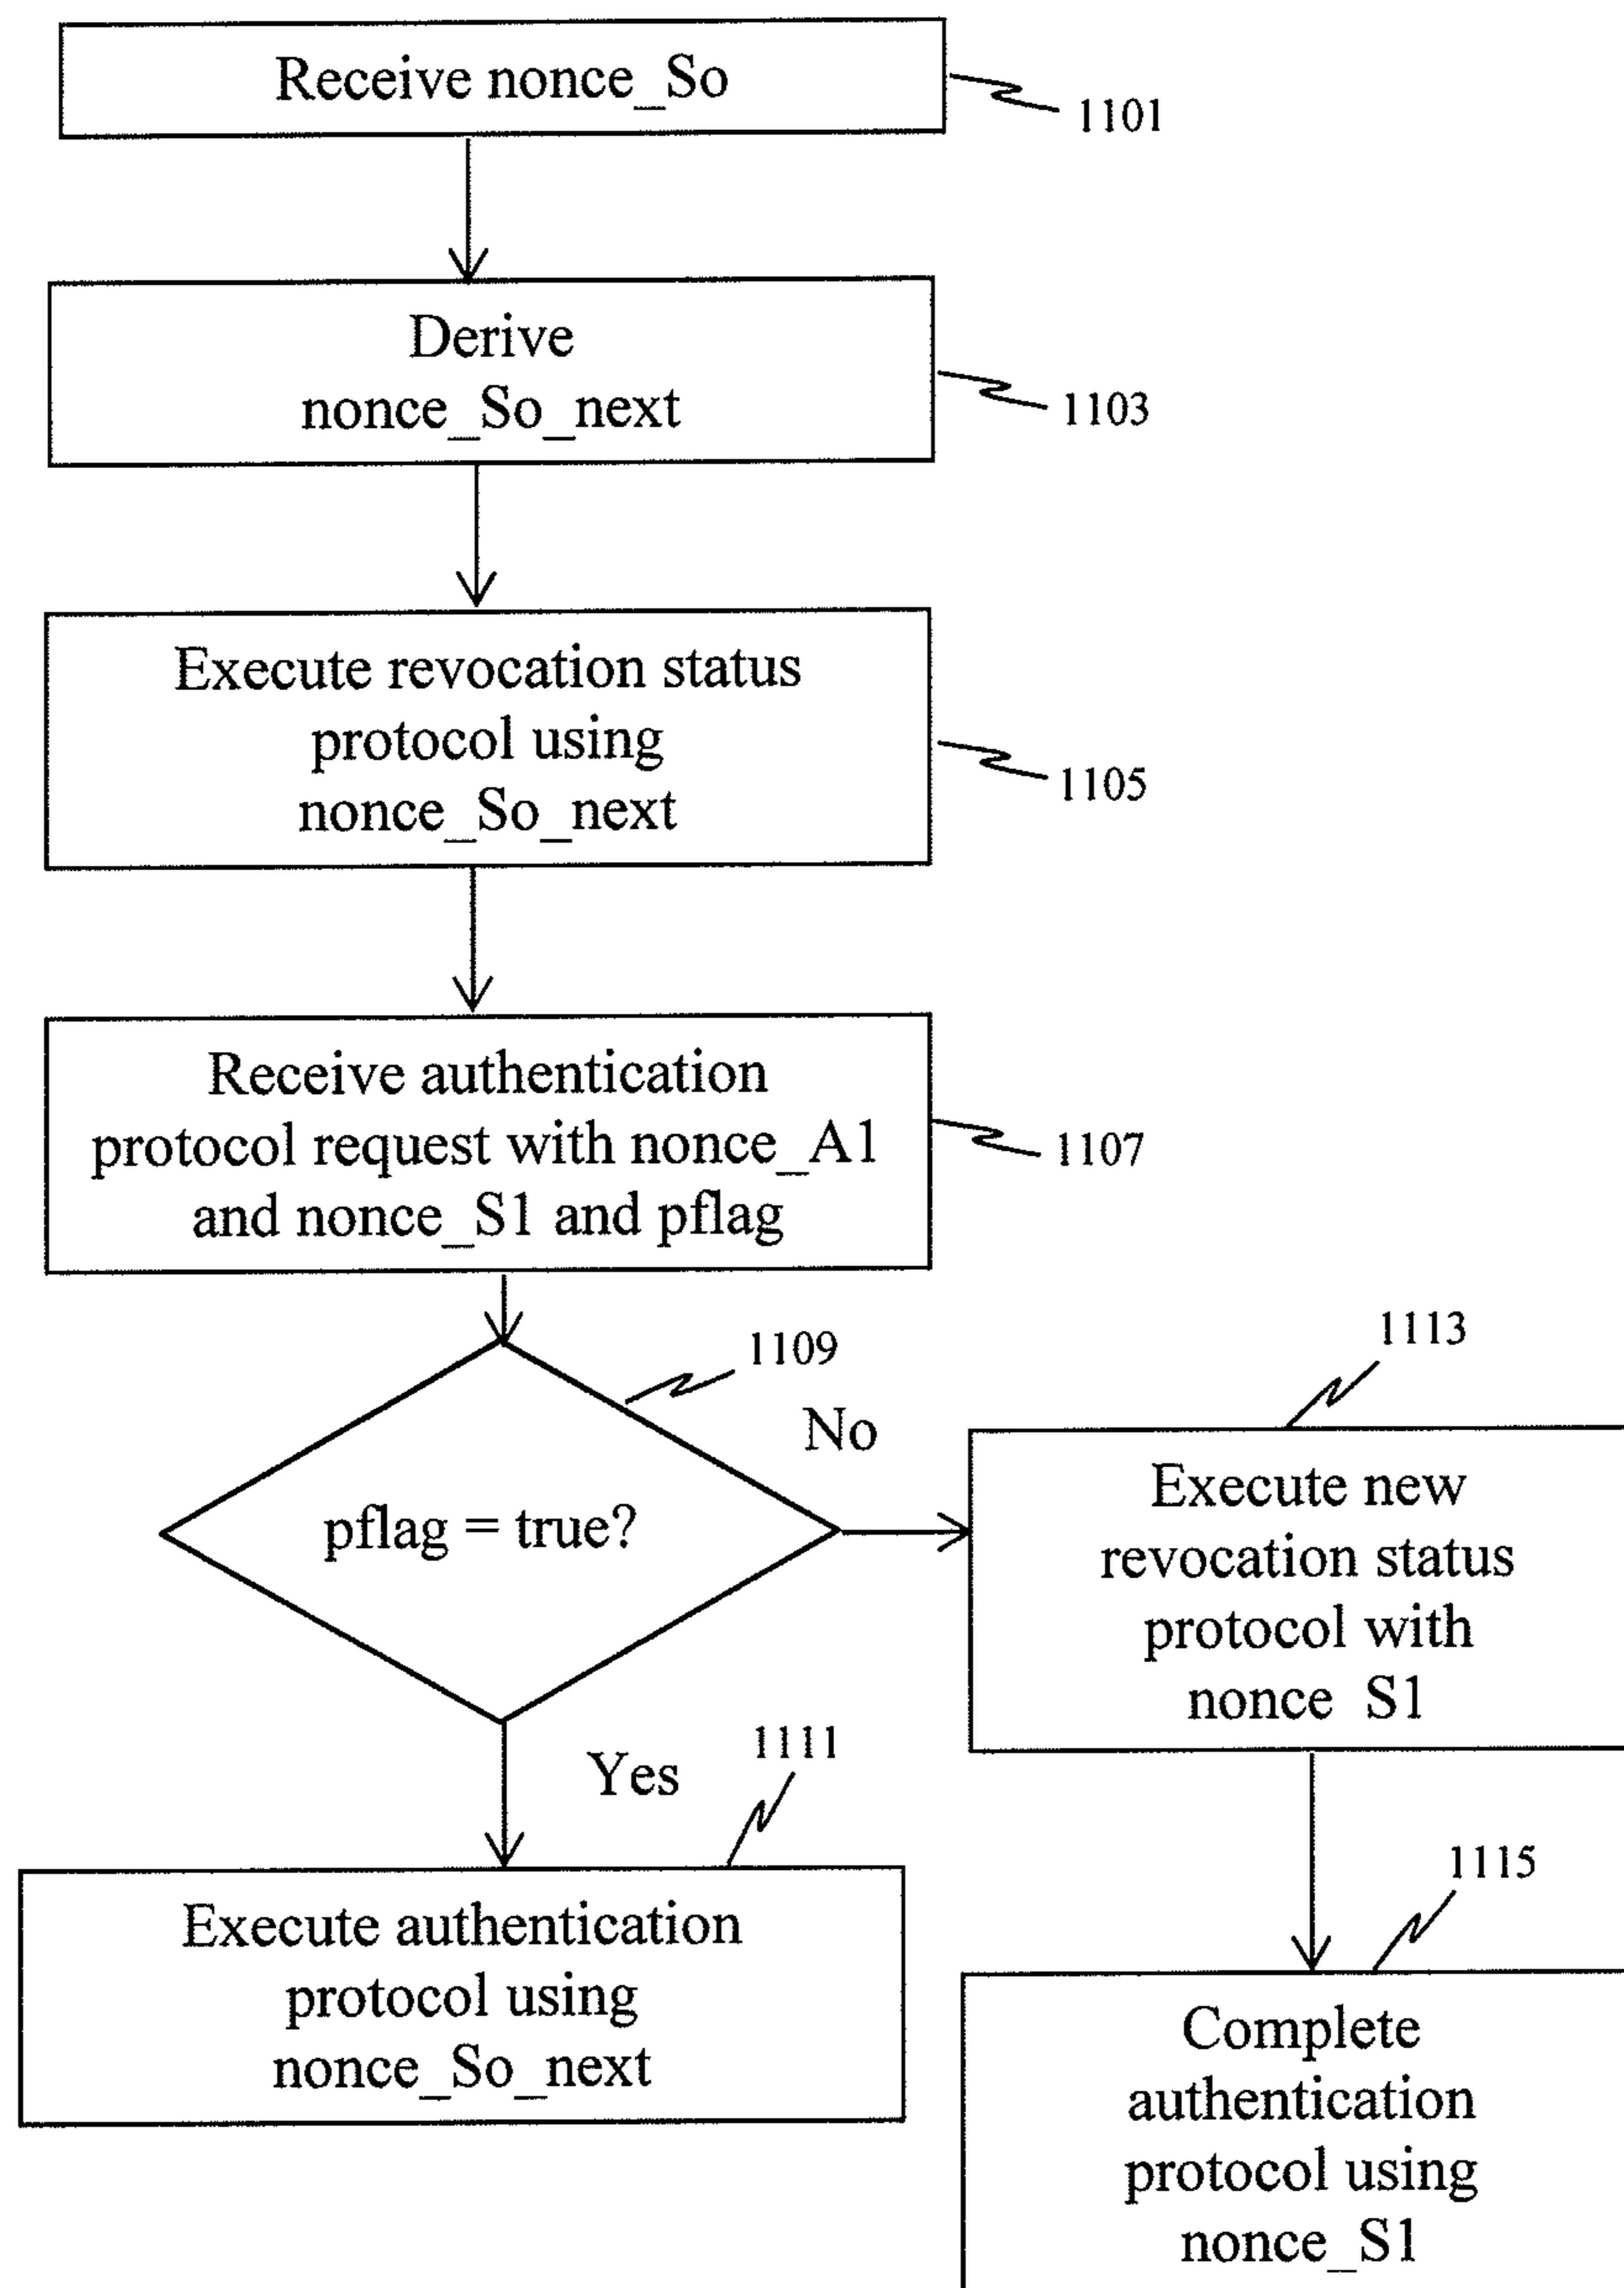 Receive nonce_So
1101
Derive
nonce_So_next
1103
Execute revocation status
protocol using
nonce_So_next
1105
Receive authentication
protocol request with nonce_A1
and nonce_S1 and pflag
1107
1109
pflag = true?
No
1113
Execute new
revocation status
protocol with
nonce S1
Yes
1111
Execute authentication
protocol using
nonce_So_next
1115
Complete
authentication
protocol using
nonce_S1